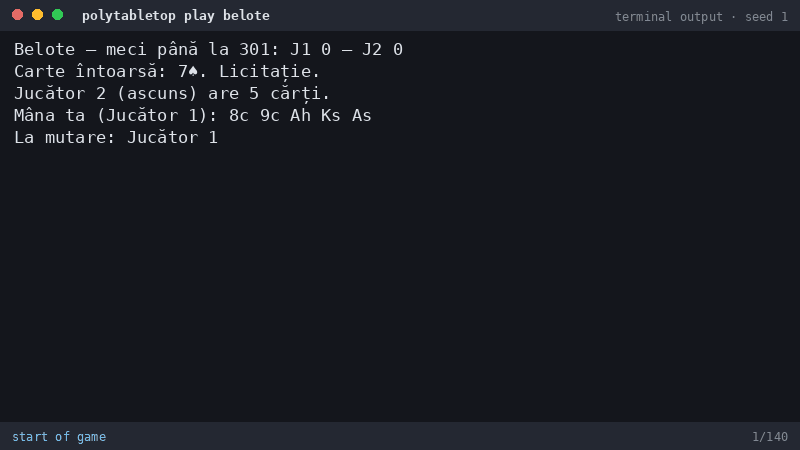 polytabletop play belote
terminal output · seed 1
Belote — meci până la 301: J1 0 — J2 0
Carte întoarsă: 7♠. Licitație.
Jucător 2 (ascuns) are 5 cărți.
Mâna ta (Jucător 1): 8c 9c Ah Ks As
La mutare: Jucător 1
start of game
1/140